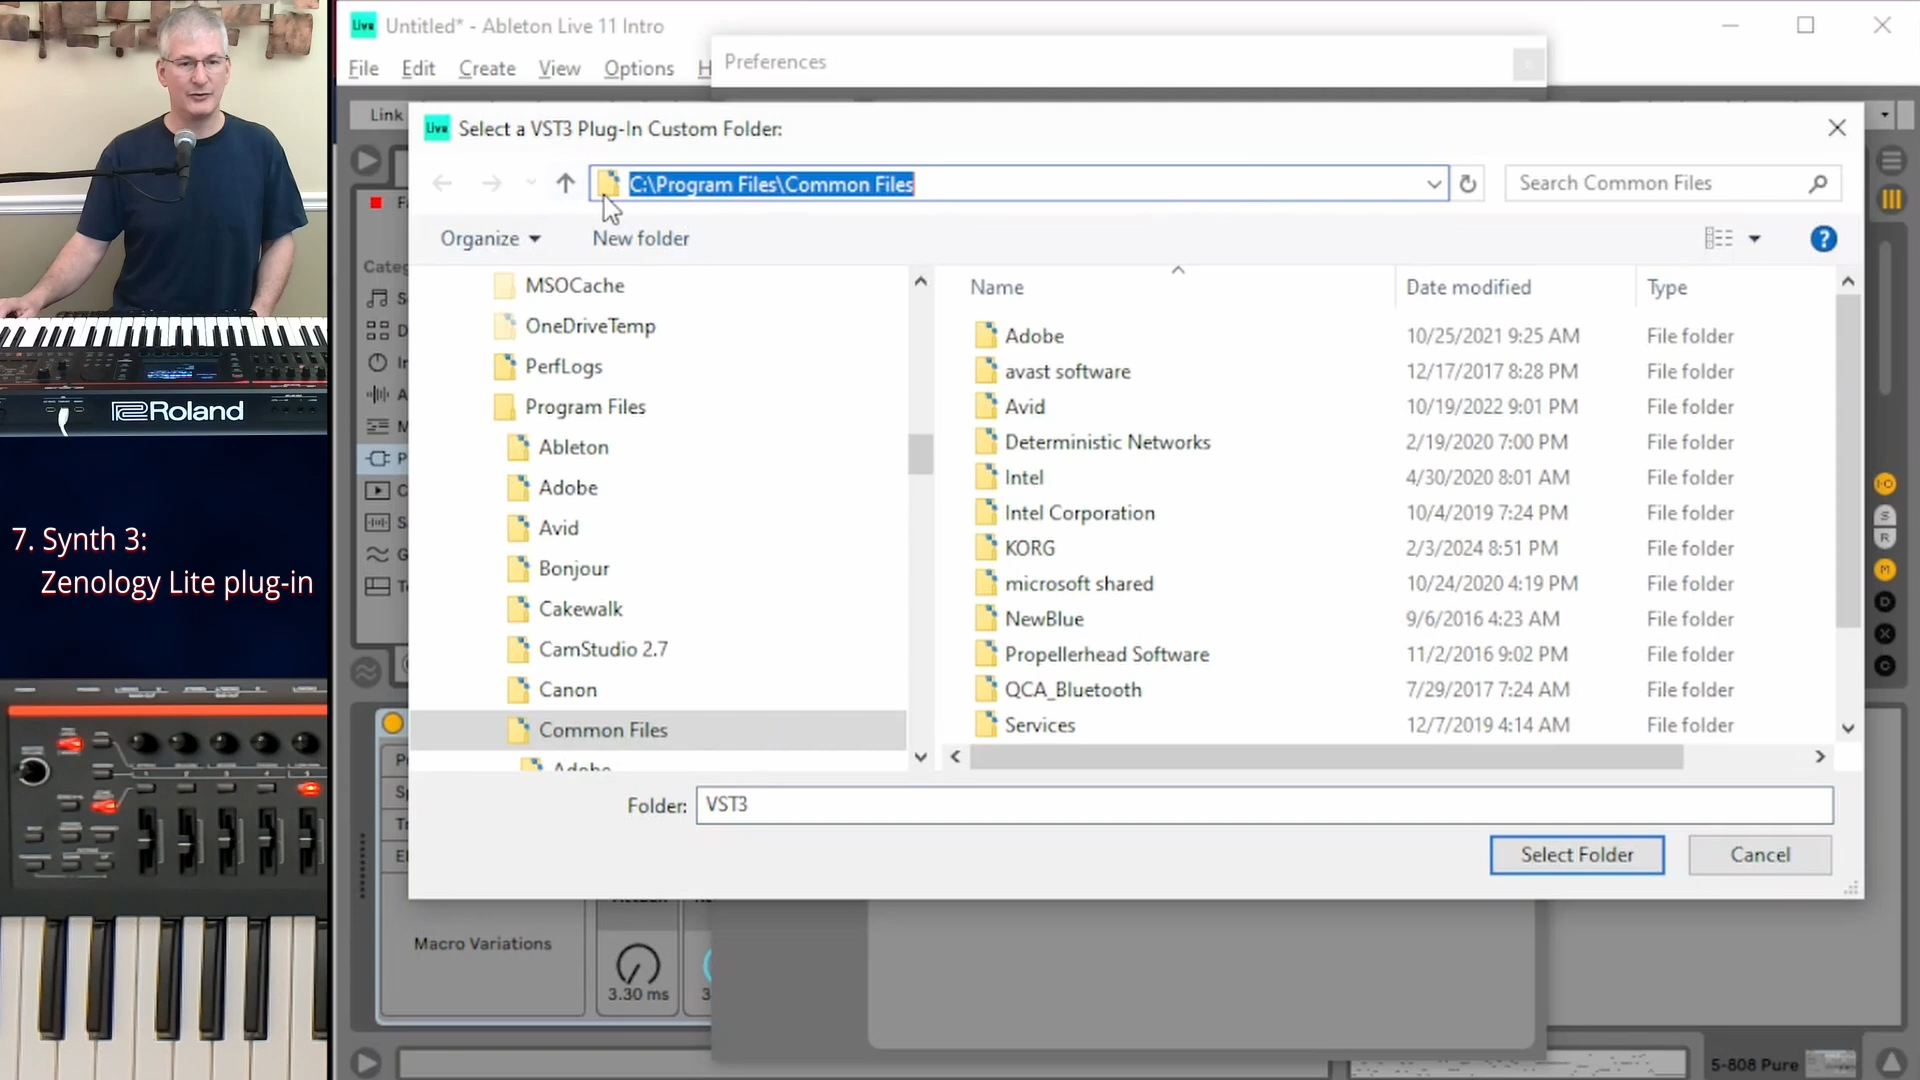 Untitled* - Ableton Live 11 Intro
File Edit Create View Options H
Preferences
Link
Select a VST3 Plug-In Custom Folder:
C:\Program Files\Common Files
Search Common Files
Organize
New folder
MSOCache
OneDriveTemp
PerfLogs
Program Files
Ableton
Adobe
Avid
Bonjour
Cakewalk
CamStudio 2.7
Canon
Common Files
Adobe
Name Date modified Type
Adobe 10/25/2021 9:25 AM File folder
avast software 12/17/2017 8:28 PM File folder
Avid 10/19/2022 9:01 PM File folder
Deterministic Networks 2/19/2020 7:00 PM File folder
Intel 4/30/2020 8:01 AM File folder
Intel Corporation 10/4/2019 7:24 PM File folder
KORG 2/3/2024 8:51 PM File folder
microsoft shared 10/24/2020 4:19 PM File folder
NewBlue 9/6/2016 4:23 AM File folder
Propellerhead Software 11/2/2016 9:02 PM File folder
QCA_Bluetooth 7/29/2017 7:24 AM File folder
Services 12/7/2019 4:14 AM File folder
Folder: VST3
Select Folder
Cancel
Macro Variations
3.30 ms
5-808 Pure
Roland
7. Synth 3:
Zenology Lite plug-in